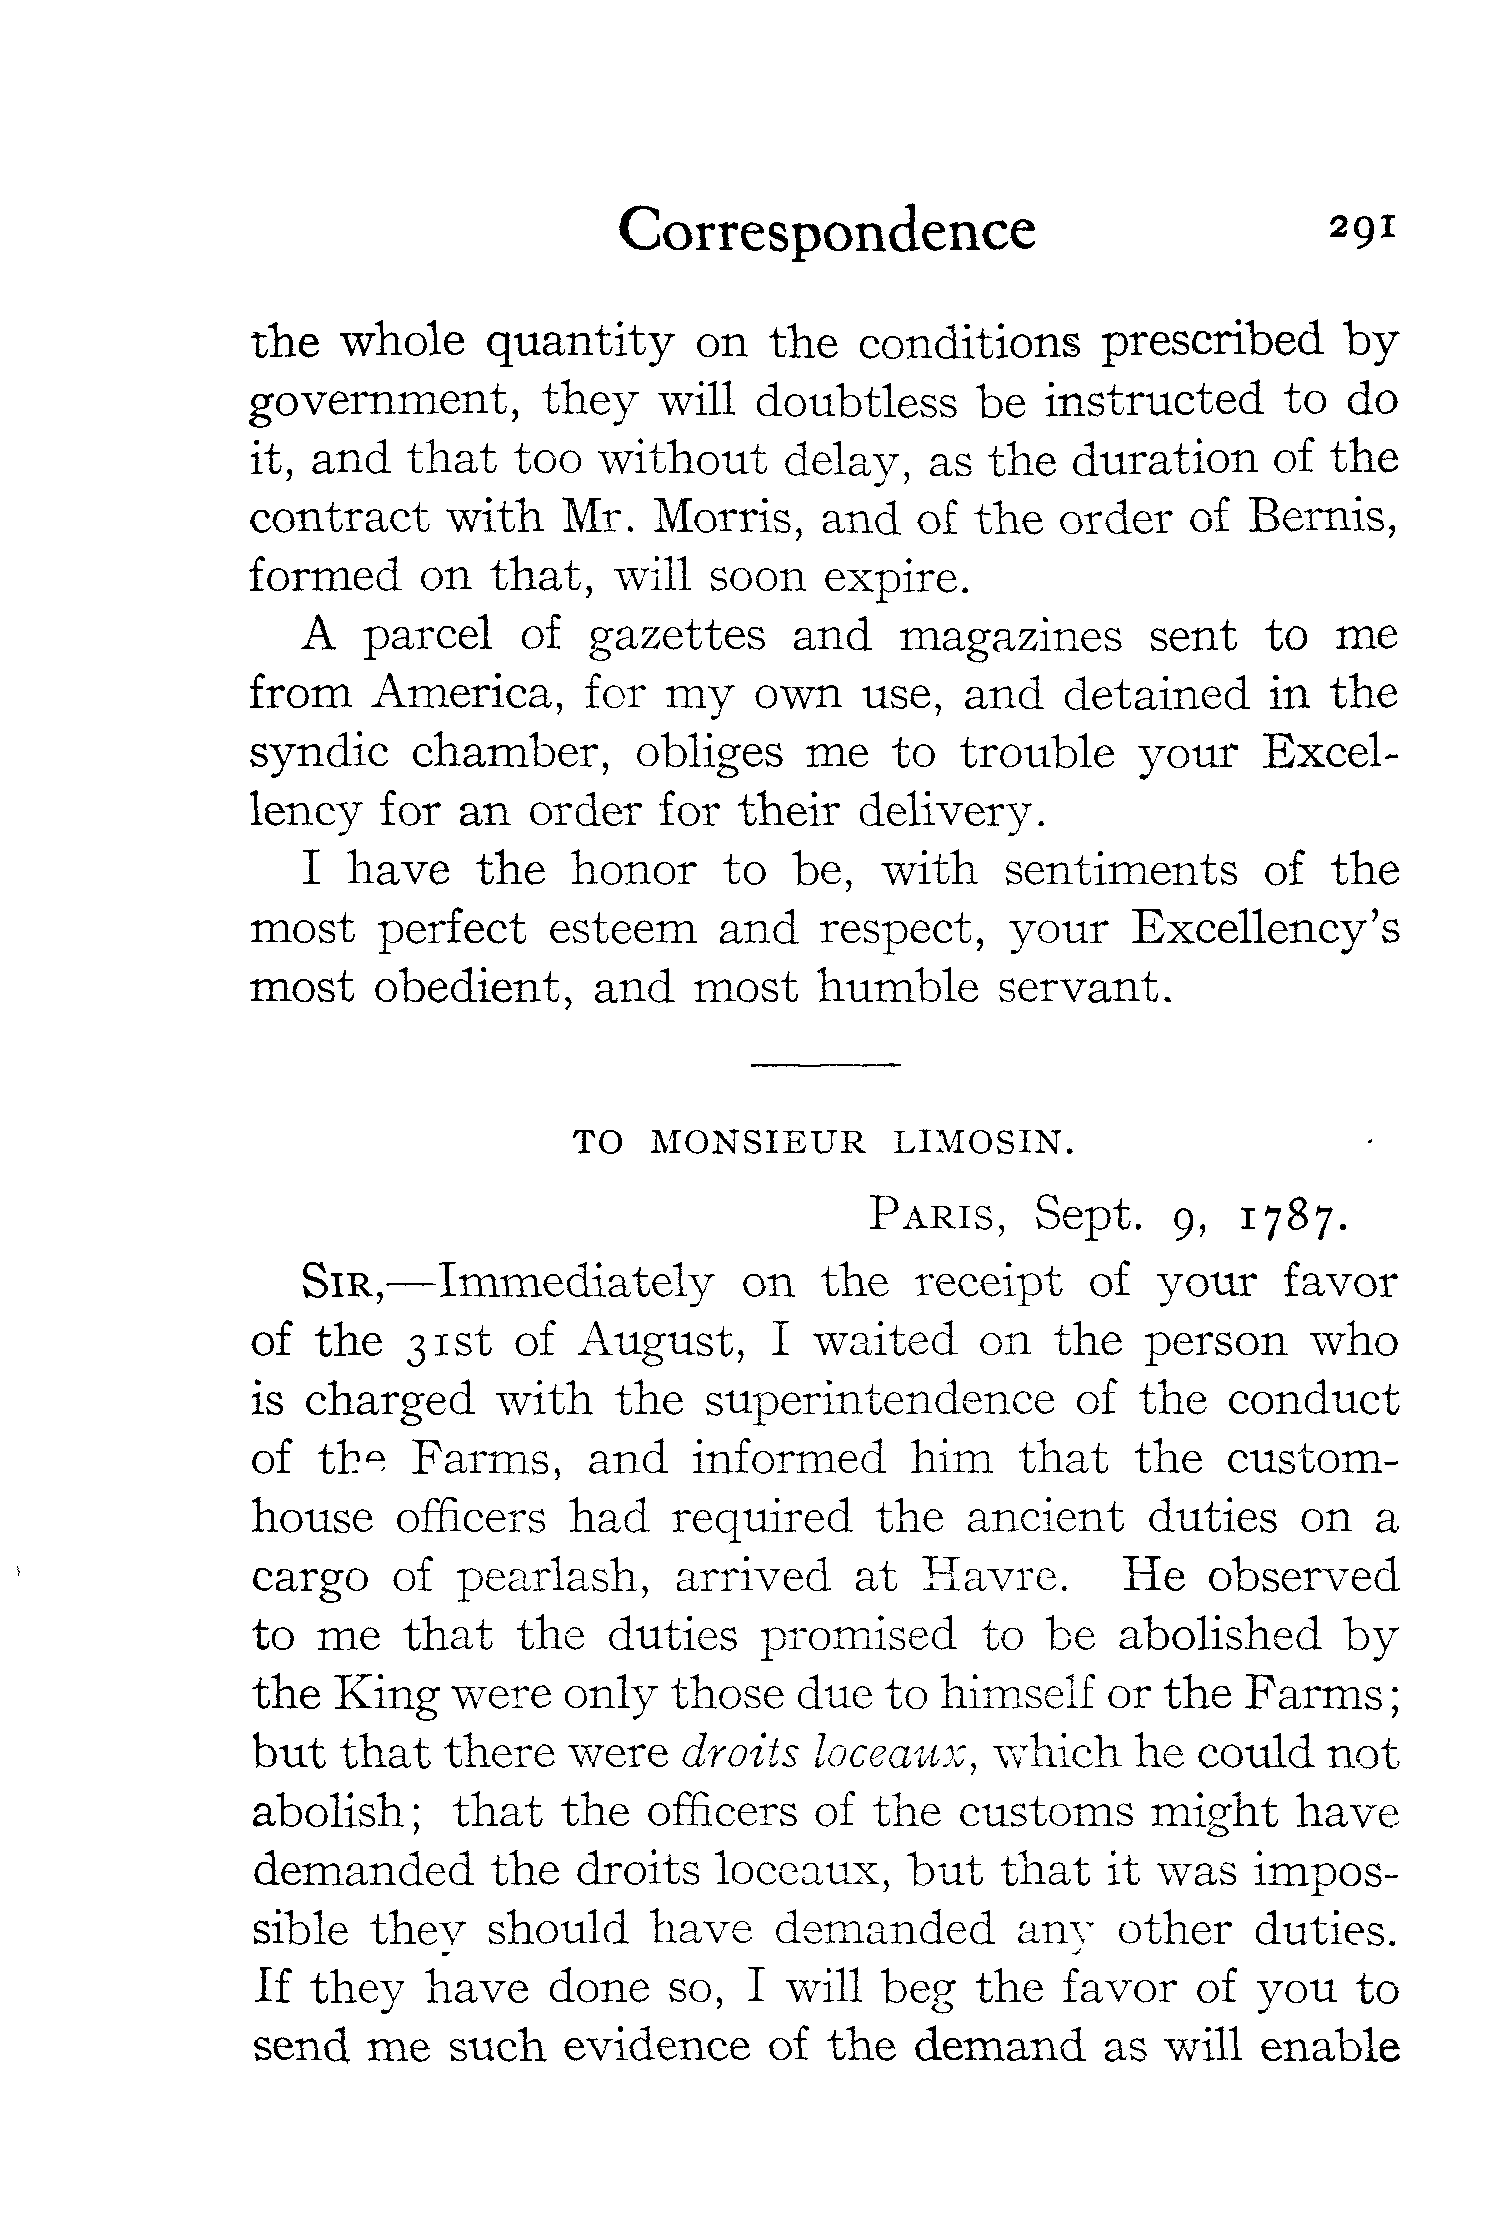 Correspondence 291
the whole quantity on the conditions prescribed by
government, they will doubtless be instructed to do
it, and that too without delay, as the duration of the
contract with Mr. Morris, and of the order of Bernis,
formed on that, will soon expire.
A parcel of gazettes and magazines sent to me
from America, for my own use, and detained in the
syndic chamber, obliges me to trouble your Excel-
lency for an order for their delivery.
I have the honor to be, with sentiments of the
most perfect esteem and respect, your Excellency's
most obedient, and most humble servant.
TO MONSIEUR LIMOSIN.
PARIS, Sept. 9, 1787.
SIR,—Immediately on the receipt of your favor
of the 31st of August, I waited on the person who
is charged with the superintendence of the conduct
of the Farms, and informed him that the custom-
house officers had required the ancient duties on a
cargo of pearlash, arrived at Havre. He observed
to me that the duties promised to be abolished by
the King were only those due to himself or the Farms;
but that there were droits loceaux, which he could not
abolish; that the officers of the customs might have
demanded the droits loceaux, but that it was impos-
sible they should have demanded any other duties.
If they have done so, I will beg the favor of you to
send me such evidence of the demand as will enable